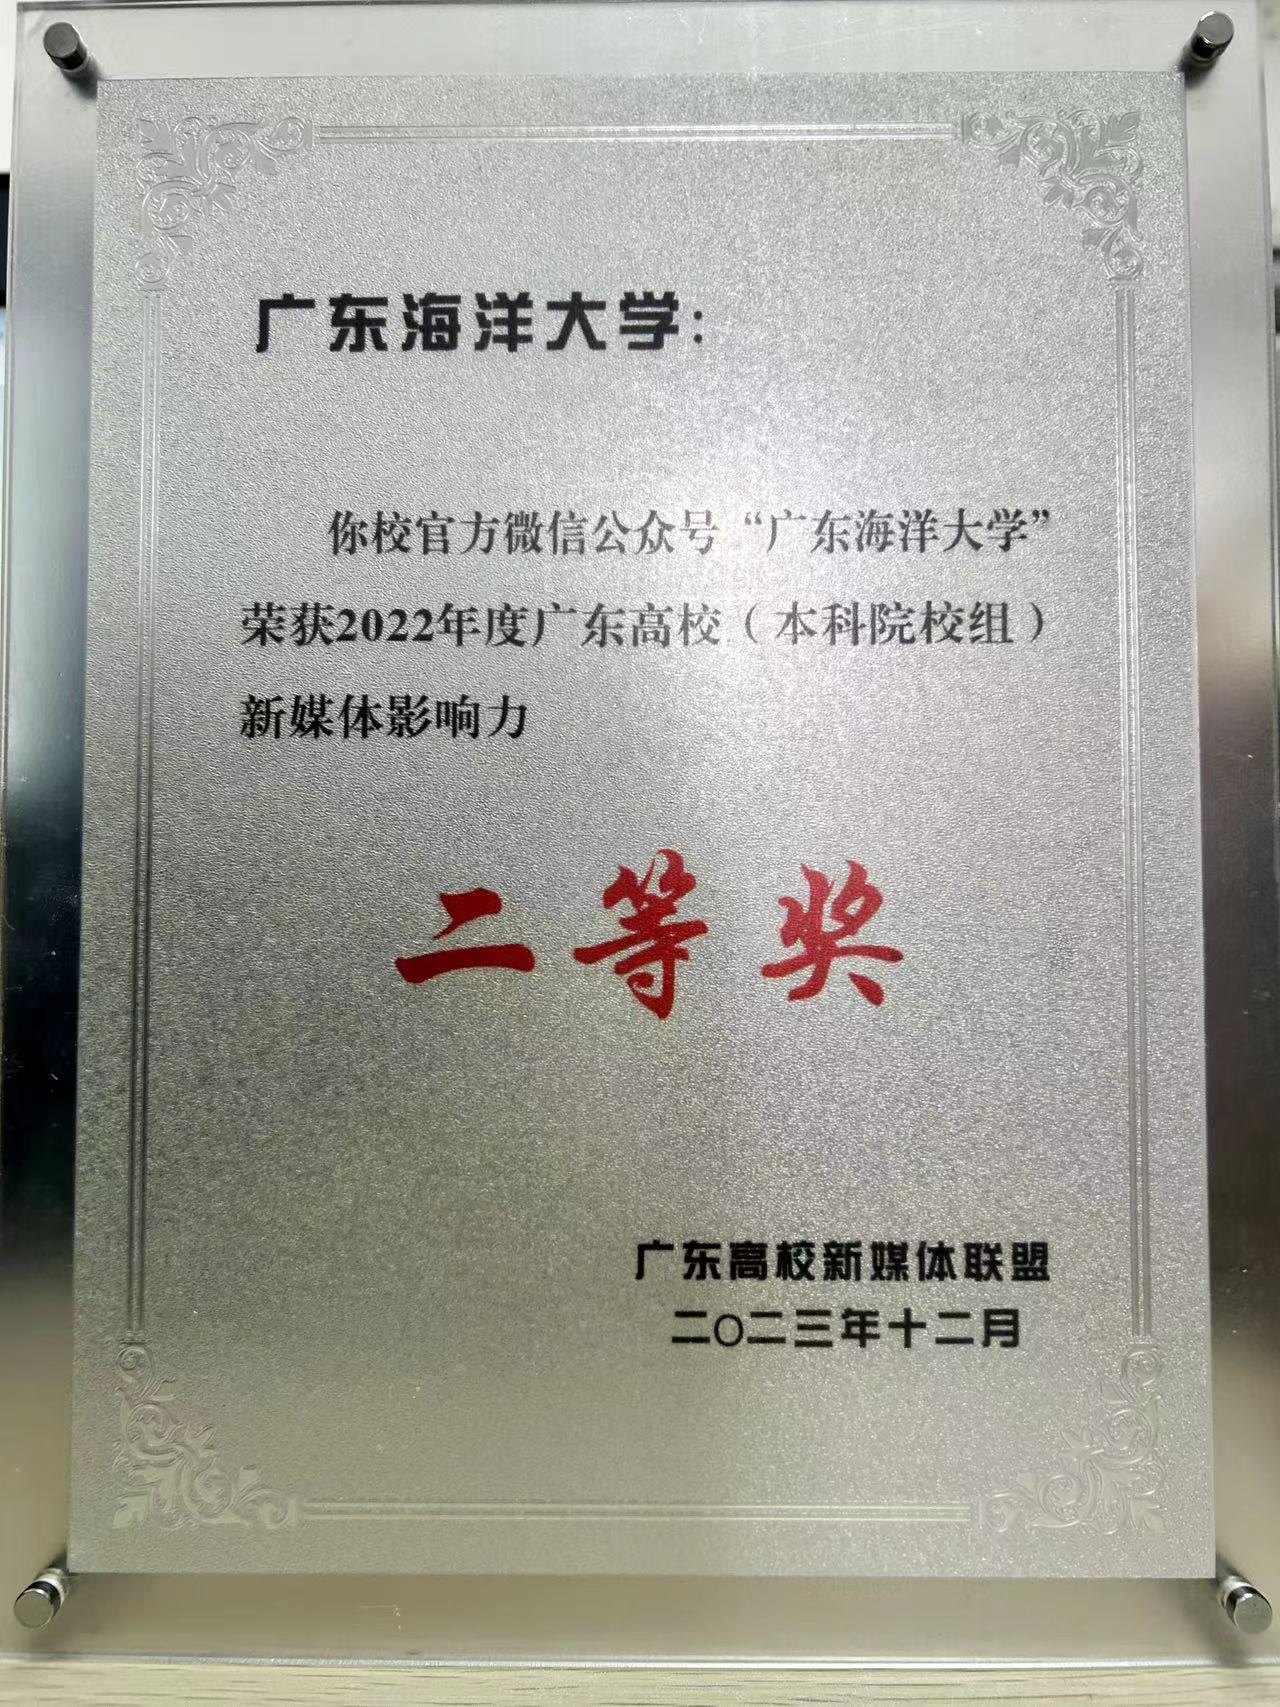 广东海洋大学：
你校官方微信公众号“广东海洋大学”
荣获2022年度广东高校（本科院校组）
新媒体影响力
二等奖
广东高校新媒体联盟
二〇二三年十二月